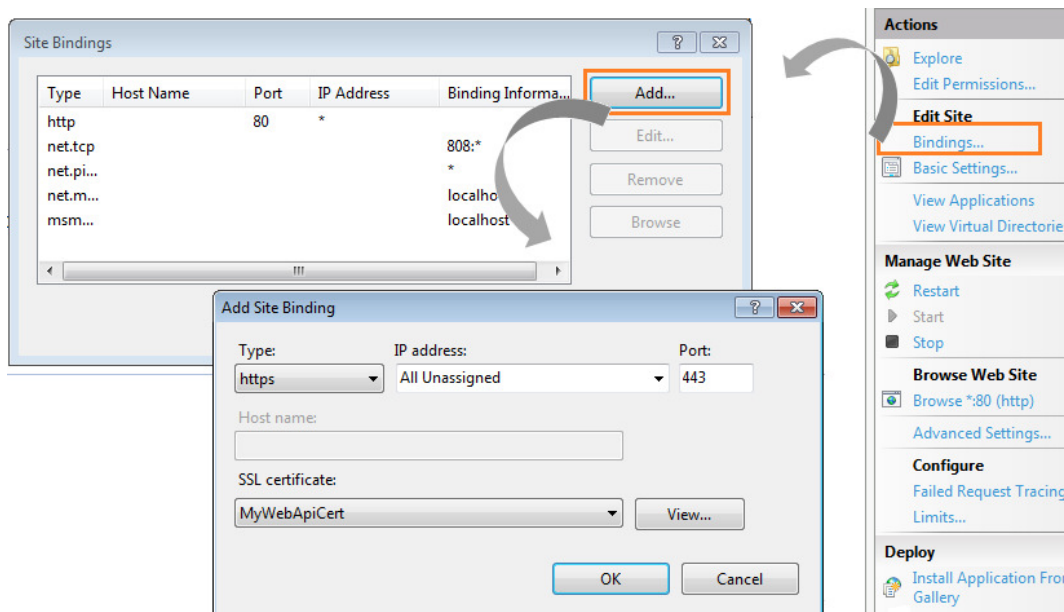 Site Bindings
Type Host Name Port IP Address Binding Informa...
http 80 *
net.tcp 808:*
net.pi... *
net.m... localho
msm... localhost
Add...
Edit...
Remove
Browse
Add Site Binding
Type: IP address: Port:
https All Unassigned 443
Host name:
SSL certificate:
MyWebApiCert View...
OK Cancel
Actions
Explore
Edit Permissions...
Edit Site
Bindings...
Basic Settings...
View Applications
View Virtual Directorie
Manage Web Site
Restart
Start
Stop
Browse Web Site
Browse *:80 (http)
Advanced Settings...
Configure
Failed Request Tracing
Limits...
Deploy
Install Application From
Gallery